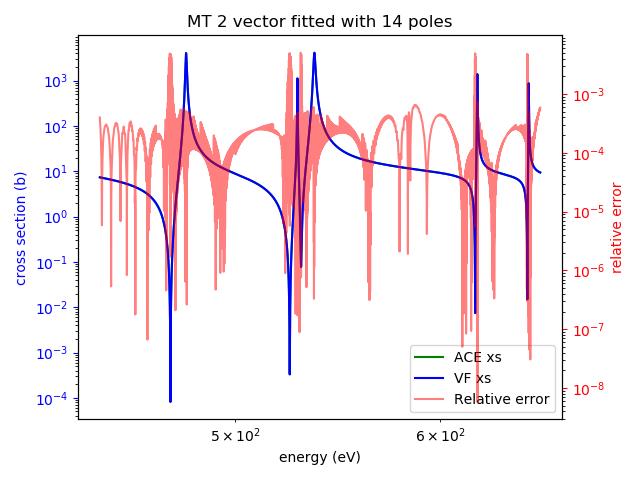 MT 2 vector fitted with 14 poles
cross section (b)
10³
10²
10¹
10⁰
10⁻¹
10⁻²
10⁻³
10⁻⁴
10⁻³
10⁻⁴
10⁻⁵
10⁻⁶
10⁻⁷
10⁻⁸
relative error
ACE xs
VF xs
Relative error
5 × 10²
6 × 10²
energy (eV)